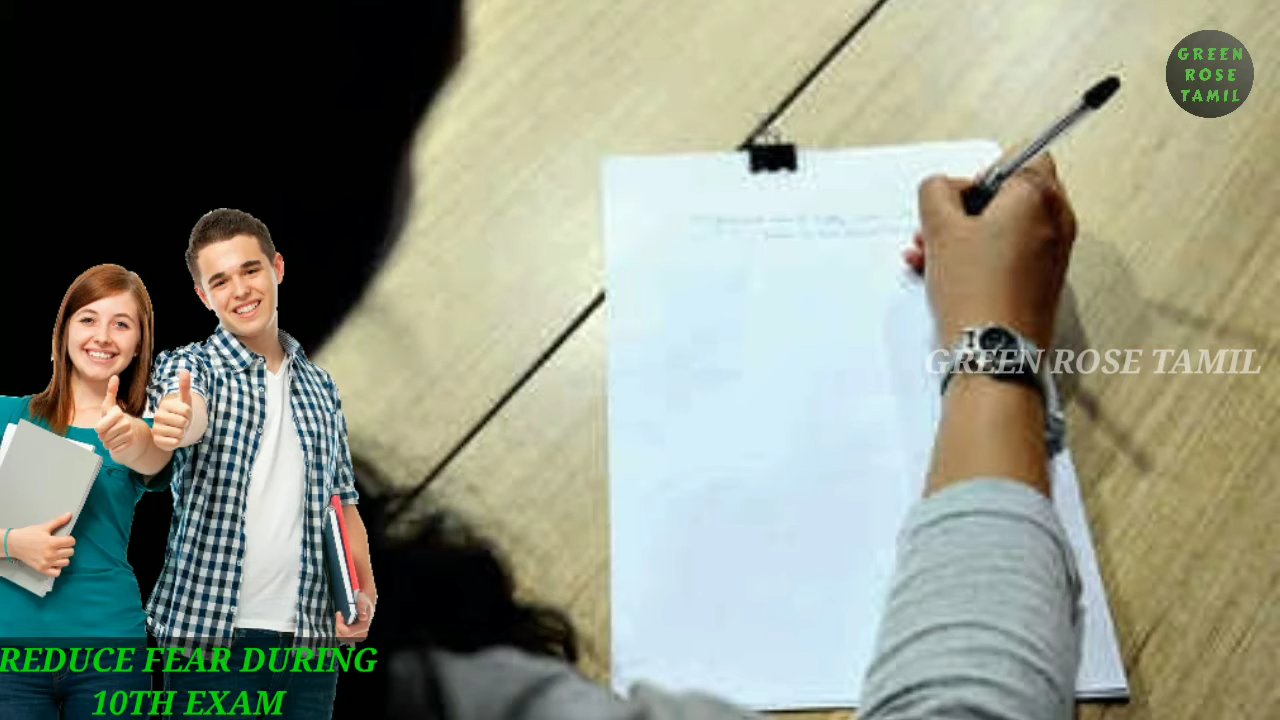 GREEN
ROSE
TAMIL
GREEN ROSE TAMIL
REDUCE FEAR DURING
10TH EXAM